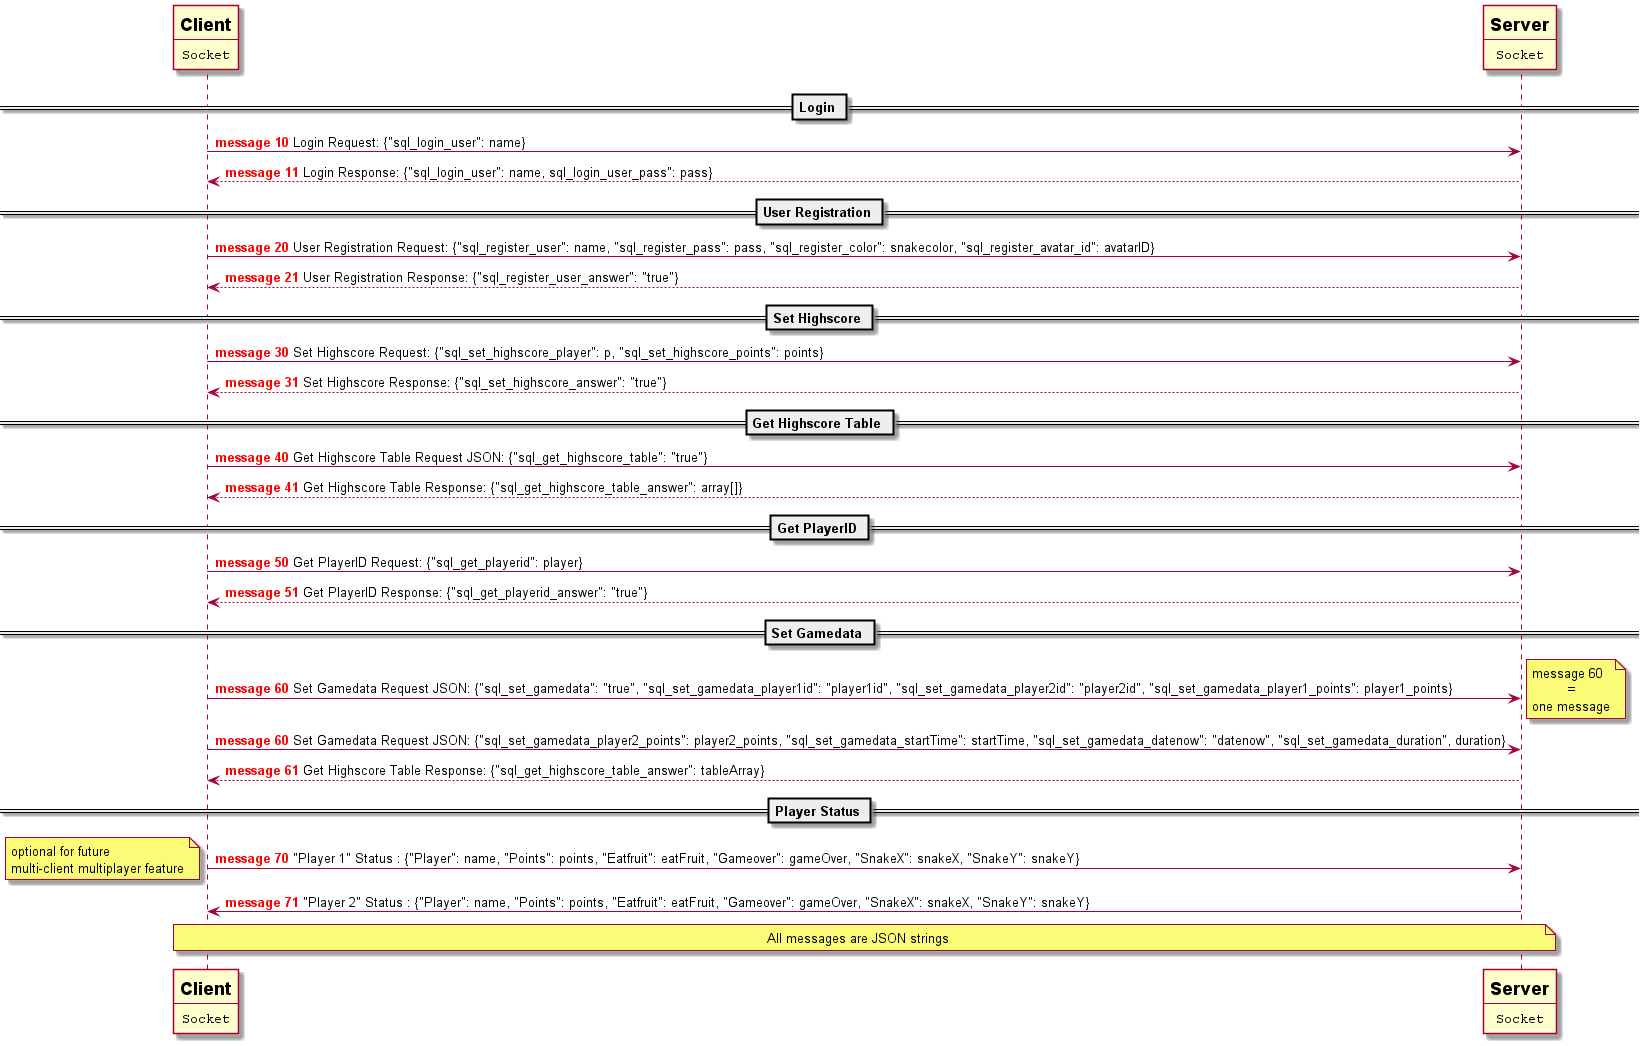 Client Server
Socket Socket
Login
message 10 Login Request: {"sql_login_user": name}
message 11 Login Response: {"sql_login_user": name, sql_login_user_pass": pass}
User Registration
message 20 User Registration Request: {"sql_register_user": name, "sql_register_pass": pass, "sql_register_color": snakecolor, "sql_register_avatar_id": avatarID}
message 21 User Registration Response: {"sql_register_user_answer": "true"}
Set Highscore
message 30 Set Highscore Request: {"sql_set_highscore_player": p, "sql_set_highscore_points": points}
message 31 Set Highscore Response: {"sql_set_highscore_answer": "true"}
Get Highscore Table
message 40 Get Highscore Table Request JSON: {"sql_get_highscore_table": "true"}
message 41 Get Highscore Table Response: {"sql_get_highscore_table_answer": array[]}
Get PlayerID
message 50 Get PlayerID Request: {"sql_get_playerid": player}
message 51 Get PlayerID Response: {"sql_get_playerid_answer": "true"}
Set Gamedata
message 60 Set Gamedata Request JSON: {"sql_set_gamedata": "true", "sql_set_gamedata_player1id": "player1id", "sql_set_gamedata_player2id": "player2id", "sql_set_gamedata_player1_points": player1_points}
message 60
=
one message
message 60 Set Gamedata Request JSON: {"sql_set_gamedata_player2_points": player2_points, "sql_set_gamedata_startTime": startTime, "sql_set_gamedata_datenow": "datenow", "sql_set_gamedata_duration", duration}
message 61 Get Highscore Table Response: {"sql_get_highscore_table_answer": tableArray}
Player Status
optional for future
multi-client multiplayer feature
message 70 "Player 1" Status : {"Player": name, "Points": points, "Eatfruit": eatFruit, "Gameover": gameOver, "SnakeX": snakeX, "SnakeY": snakeY}
message 71 "Player 2" Status : {"Player": name, "Points": points, "Eatfruit": eatFruit, "Gameover": gameOver, "SnakeX": snakeX, "SnakeY": snakeY}
All messages are JSON strings
Client Server
Socket Socket